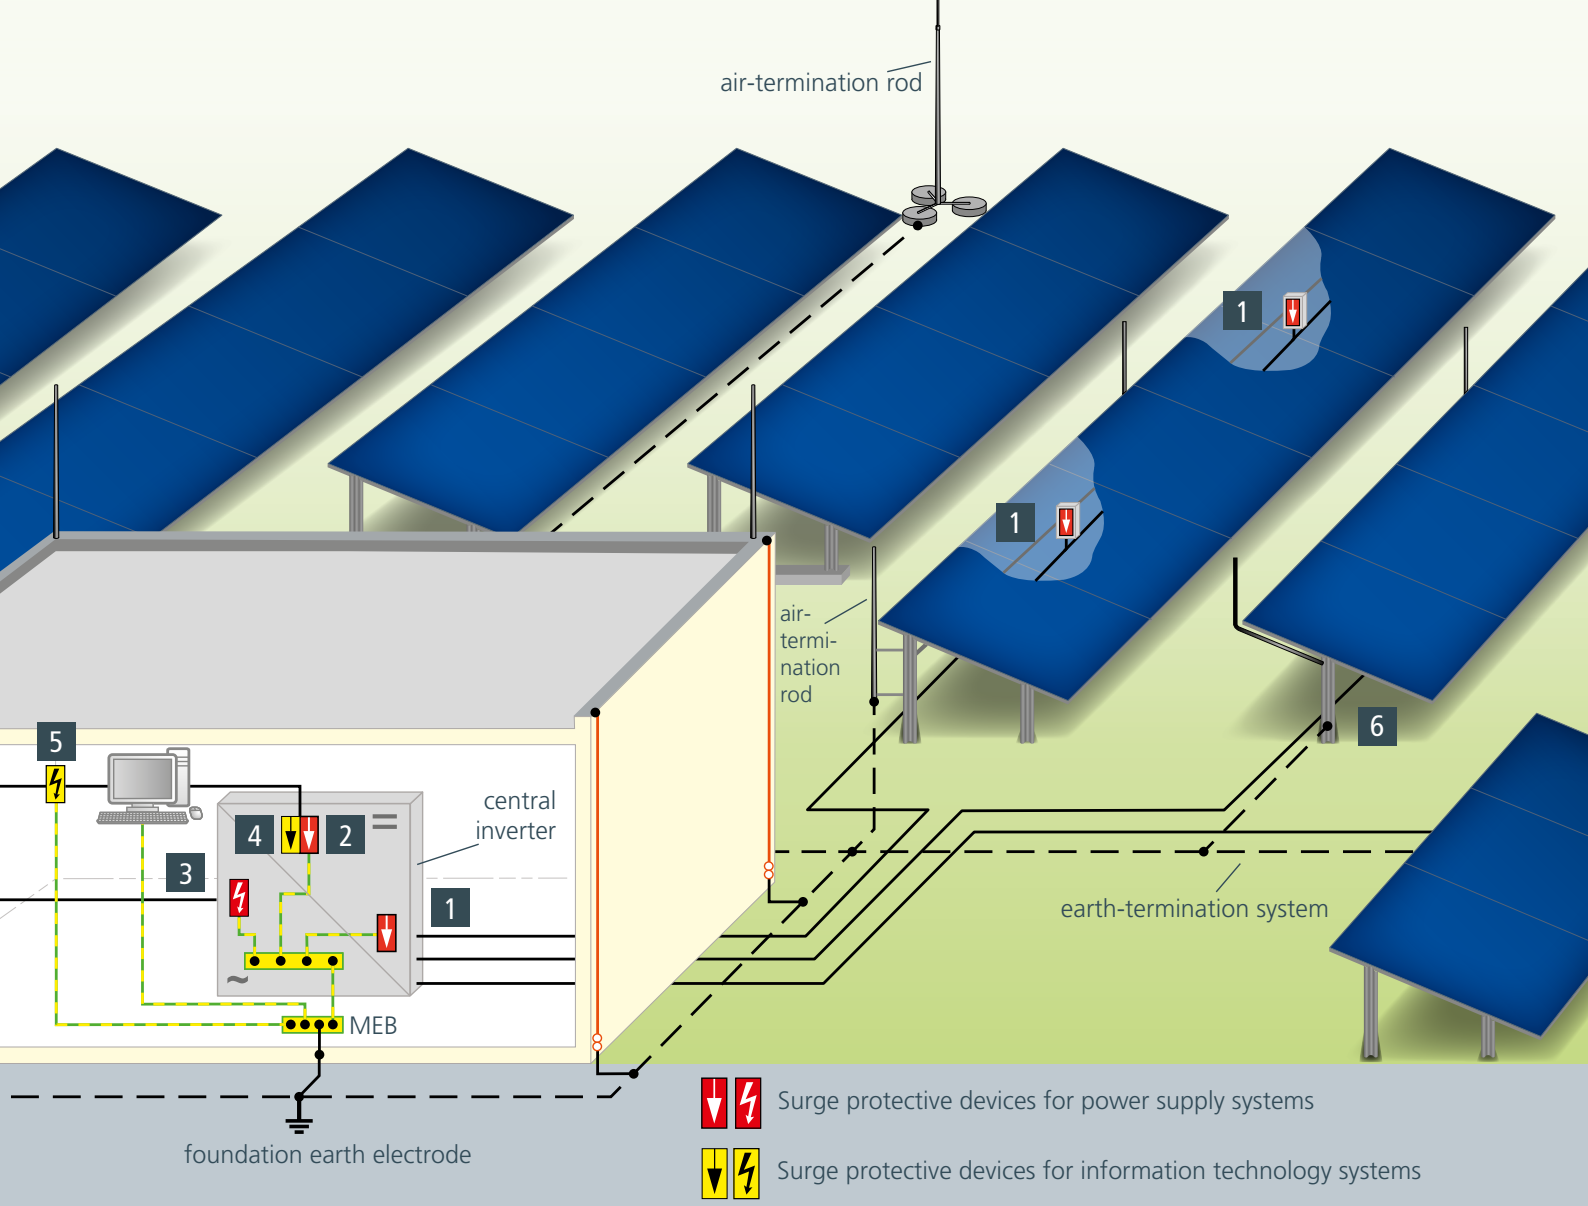 air-termination rod
1
1
air-
termi-
nation
rod
6
5
central
inverter
4
2
3
1
earth-termination system
MEB
foundation earth electrode
Surge protective devices for power supply systems
Surge protective devices for information technology systems